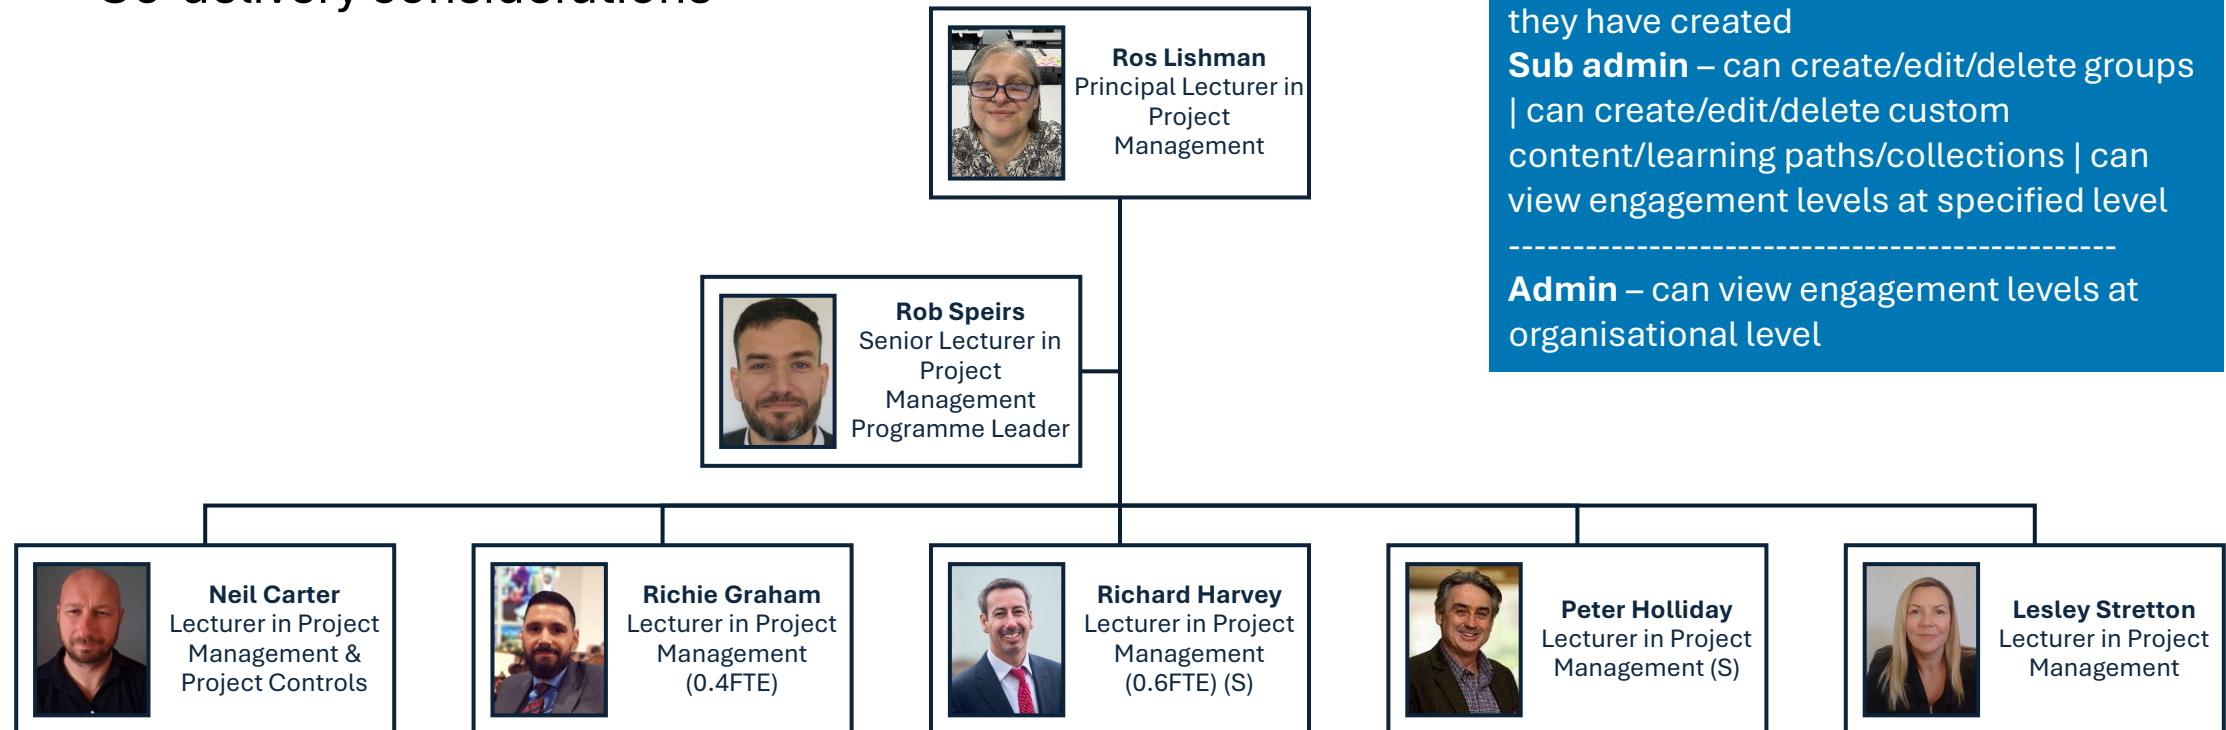 Co-delivery considerations
they have created
Sub admin – can create/edit/delete groups
| can create/edit/delete custom
content/learning paths/collections | can
view engagement levels at specified level
-----------------------------------------------
Admin – can view engagement levels at
organisational level
Ros Lishman
Principal Lecturer in
Project
Management
Rob Speirs
Senior Lecturer in
Project
Management
Programme Leader
Neil Carter
Lecturer in Project
Management &
Project Controls
Richie Graham
Lecturer in Project
Management
(0.4FTE)
Richard Harvey
Lecturer in Project
Management
(0.6FTE) (S)
Peter Holliday
Lecturer in Project
Management (S)
Lesley Stretton
Lecturer in Project
Management